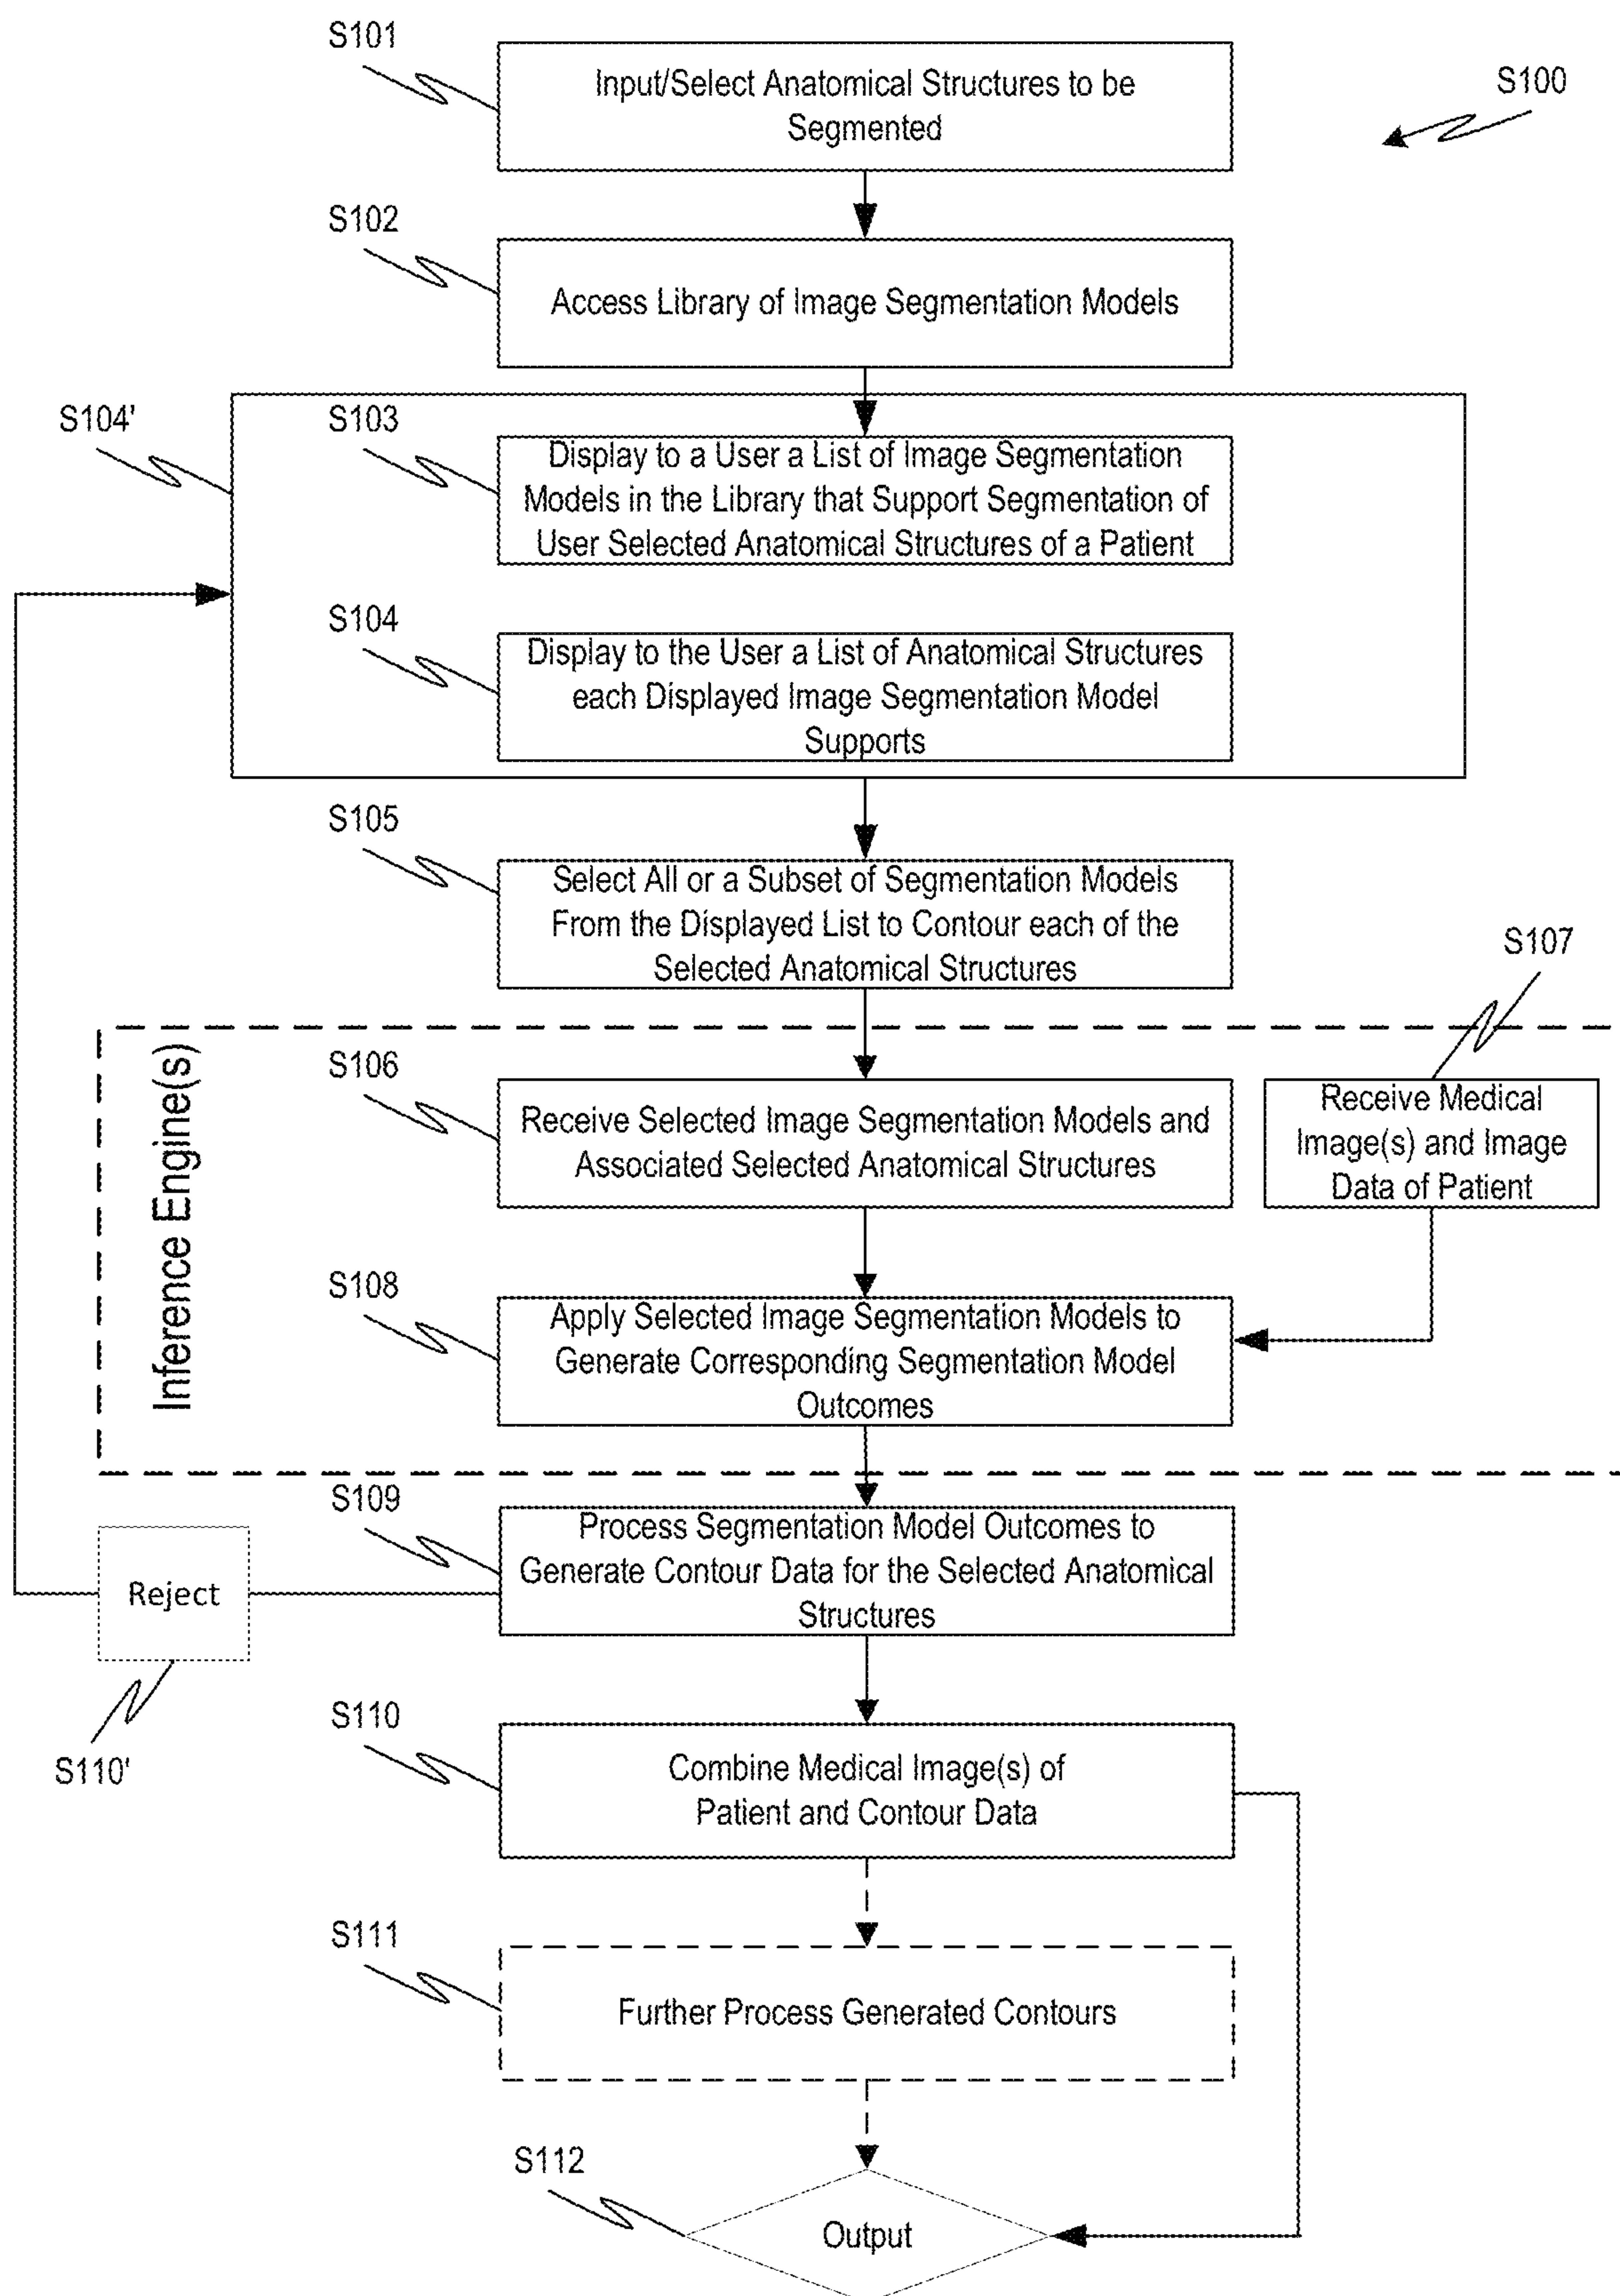 S101
Input/Select Anatomical Structures to be
Segmented
S100
S102
Access Library of Image Segmentation Models
S104'
S103
Display to a User a List of Image Segmentation
Models in the Library that Support Segmentation of
User Selected Anatomical Structures of a Patient
S104
Display to the User a List of Anatomical Structures
each Displayed Image Segmentation Model
Supports
S105
Select All or a Subset of Segmentation Models
From the Displayed List to Contour each of the
Selected Anatomical Structures
S107
Inference Engine(s)
S106
Receive Selected Image Segmentation Models and
Associated Selected Anatomical Structures
Receive Medical
Image(s) and Image
Data of Patient
S108
Apply Selected Image Segmentation Models to
Generate Corresponding Segmentation Model
Outcomes
S109
Process Segmentation Model Outcomes to
Generate Contour Data for the Selected Anatomical
Structures
Reject
S110'
S110
Combine Medical Image(s) of
Patient and Contour Data
S111
Further Process Generated Contours
S112
Output